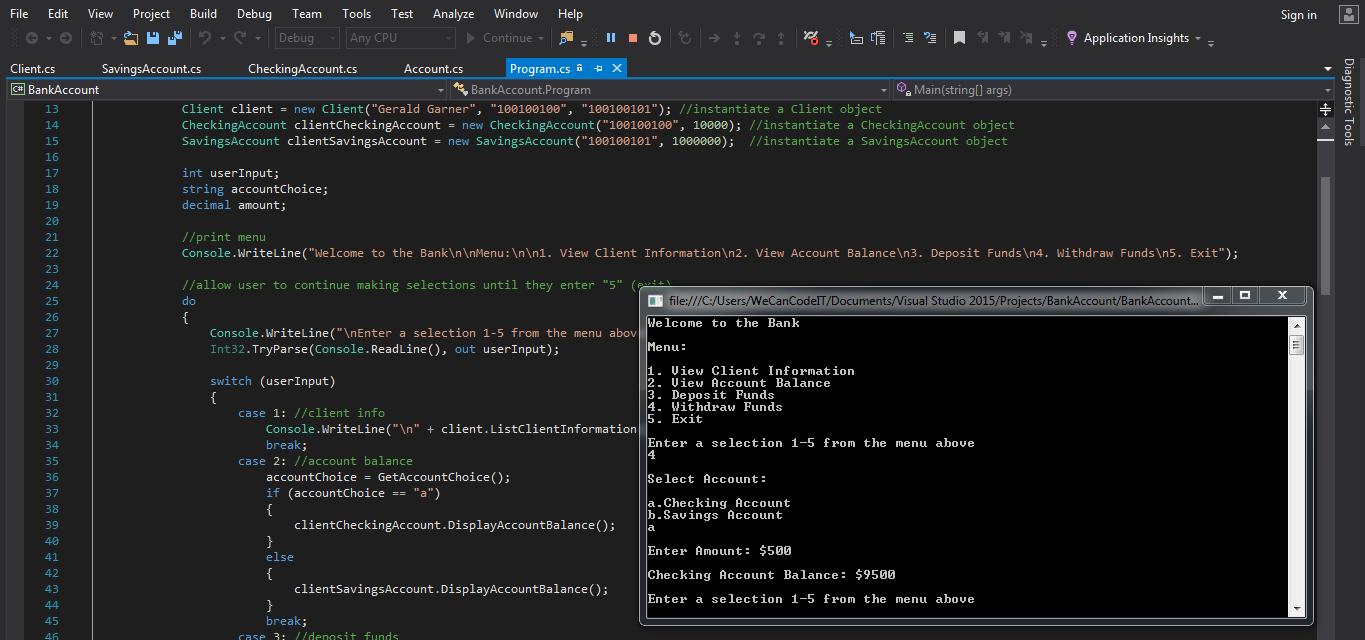 File Edit View Project Build Debug Team Tools Test Analyze Window Help Sign in
Debug Any CPU Continue Application Insights
Client.cs SavingsAccount.cs CheckingAccount.cs Account.cs Program.cs
C# BankAccount BankAccount.Program Main(string[] args)
Diagnostic Tools
13 Client client = new Client("Gerald Garner", "100100100", "100100101"); //instantiate a Client object
14 CheckingAccount clientCheckingAccount = new CheckingAccount("100100100", 10000); //instantiate a CheckingAccount object
15 SavingsAccount clientSavingsAccount = new SavingsAccount("100100101", 1000000); //instantiate a SavingsAccount object
16
17 int userInput;
18 string accountChoice;
19 decimal amount;
20
21 //print menu
22 Console.WriteLine("Welcome to the Bank\n\nMenu:\n\n1. View Client Information\n2. View Account Balance\n3. Deposit Funds\n4. Withdraw Funds\n5. Exit");
23
24 //allow user to continue making selections until they enter "5" (exit)
25 do
26 {
27 Console.WriteLine("\nEnter a selection 1-5 from the menu abov
28 Int32.TryParse(Console.ReadLine(), out userInput);
29
30 switch (userInput)
31 {
32 case 1: //client info
33 Console.WriteLine("\n" + client.ListClientInformation
34 break;
35 case 2: //account balance
36 accountChoice = GetAccountChoice();
37 if (accountChoice == "a")
38 {
39 clientCheckingAccount.DisplayAccountBalance();
40 }
41 else
42 {
43 clientSavingsAccount.DisplayAccountBalance();
44 }
45 break;
46 case 3: //deposit funds
file:///C:/Users/WeCanCodeIT/Documents/Visual Studio 2015/Projects/BankAccount/BankAccount...
Welcome to the Bank
Menu:
1. View Client Information
2. View Account Balance
3. Deposit Funds
4. Withdraw Funds
5. Exit
Enter a selection 1-5 from the menu above
4
Select Account:
a.Checking Account
b.Savings Account
a
Enter Amount: $500
Checking Account Balance: $9500
Enter a selection 1-5 from the menu above